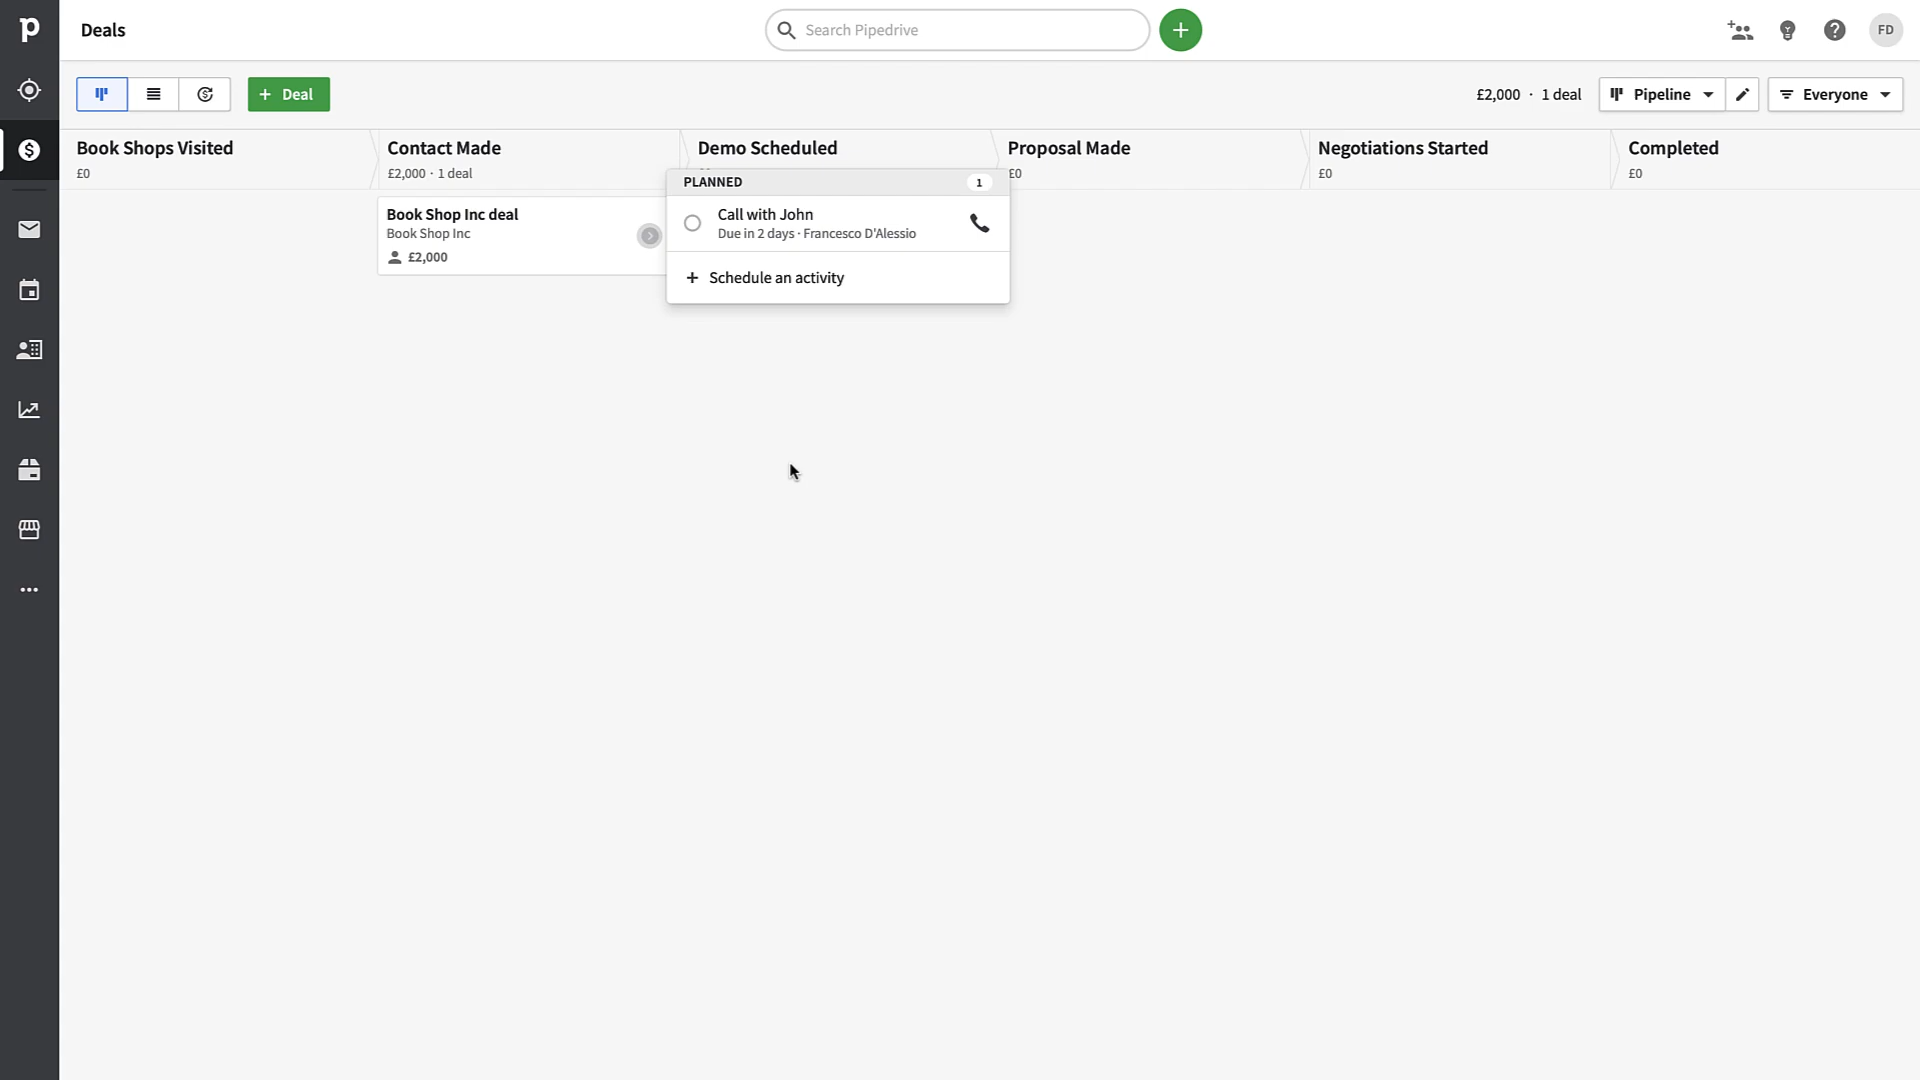 p
Deals
Search Pipedrive
FD
+ Deal
£2,000 · 1 deal
Pipeline
Everyone
Book Shops Visited
£0
Contact Made
£2,000 · 1 deal
Demo Scheduled
Proposal Made
£0
Negotiations Started
£0
Completed
£0
Book Shop Inc deal
Book Shop Inc
£2,000
PLANNED
1
Call with John
Due in 2 days · Francesco D'Alessio
+ Schedule an activity